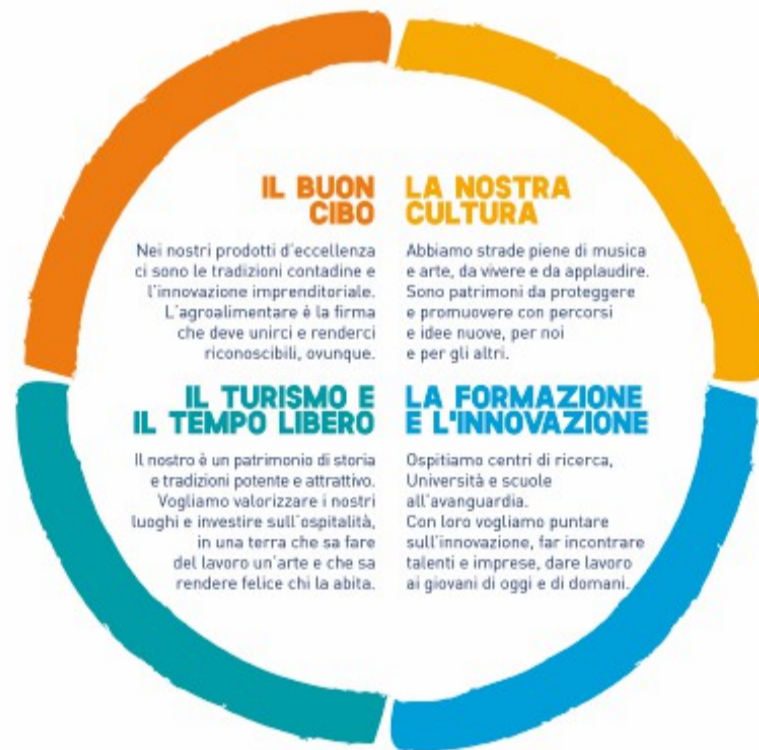 IL BUON
CIBO
Nei nostri prodotti d'eccellenza
ci sono le tradizioni contadine e
l'innovazione imprenditoriale.
L'agroalimentare è la firma
che deve unirci e renderci
riconoscibili, ovunque.
LA NOSTRA
CULTURA
Abbiamo strade piene di musica
e arte, da vivere e da applaudire.
Sono patrimoni da proteggere
e promuovere con percorsi
e idee nuove, per noi
e per gli altri.
IL TURISMO E
IL TEMPO LIBERO
Il nostro è un patrimonio di storia
e tradizioni potente e attrattivo.
Vogliamo valorizzare i nostri
luoghi e investire sull'ospitalità,
in una terra che sa fare
del lavoro un'arte e che sa
rendere felice chi la abita.
LA FORMAZIONE
E L'INNOVAZIONE
Ospitiamo centri di ricerca,
Università e scuole
all'avanguardia.
Con loro vogliamo puntare
sull'innovazione, far incontrare
talenti e imprese, dare lavoro
ai giovani di oggi e di domani.